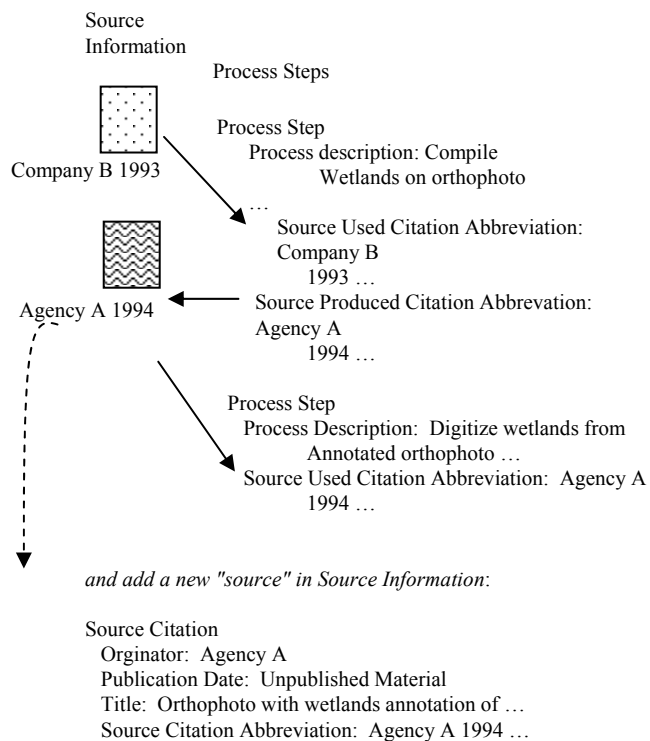 Source
Information
Process Steps
Process Step
Process description: Compile
Wetlands on orthophoto
Company B 1993
…
Source Used Citation Abbreviation:
Company B
1993 …
Source Produced Citation Abbrevation:
Agency A 1994
Agency A
1994 …
Process Step
Process Description: Digitize wetlands from
Annotated orthophoto …
Source Used Citation Abbreviation: Agency A
1994 …
and add a new "source" in Source Information:
Source Citation
Orginator: Agency A
Publication Date: Unpublished Material
Title: Orthophoto with wetlands annotation of …
Source Citation Abbreviation: Agency A 1994 …